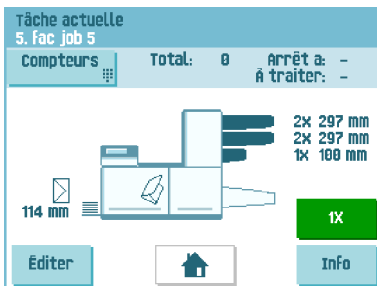 Tâche actuelle
5. fac job 5
Compteurs Total: 0 Arrêt a: -
À traiter: -
2x 297 mm
2x 297 mm
1x 100 mm
114 mm
1X
Éditer Info